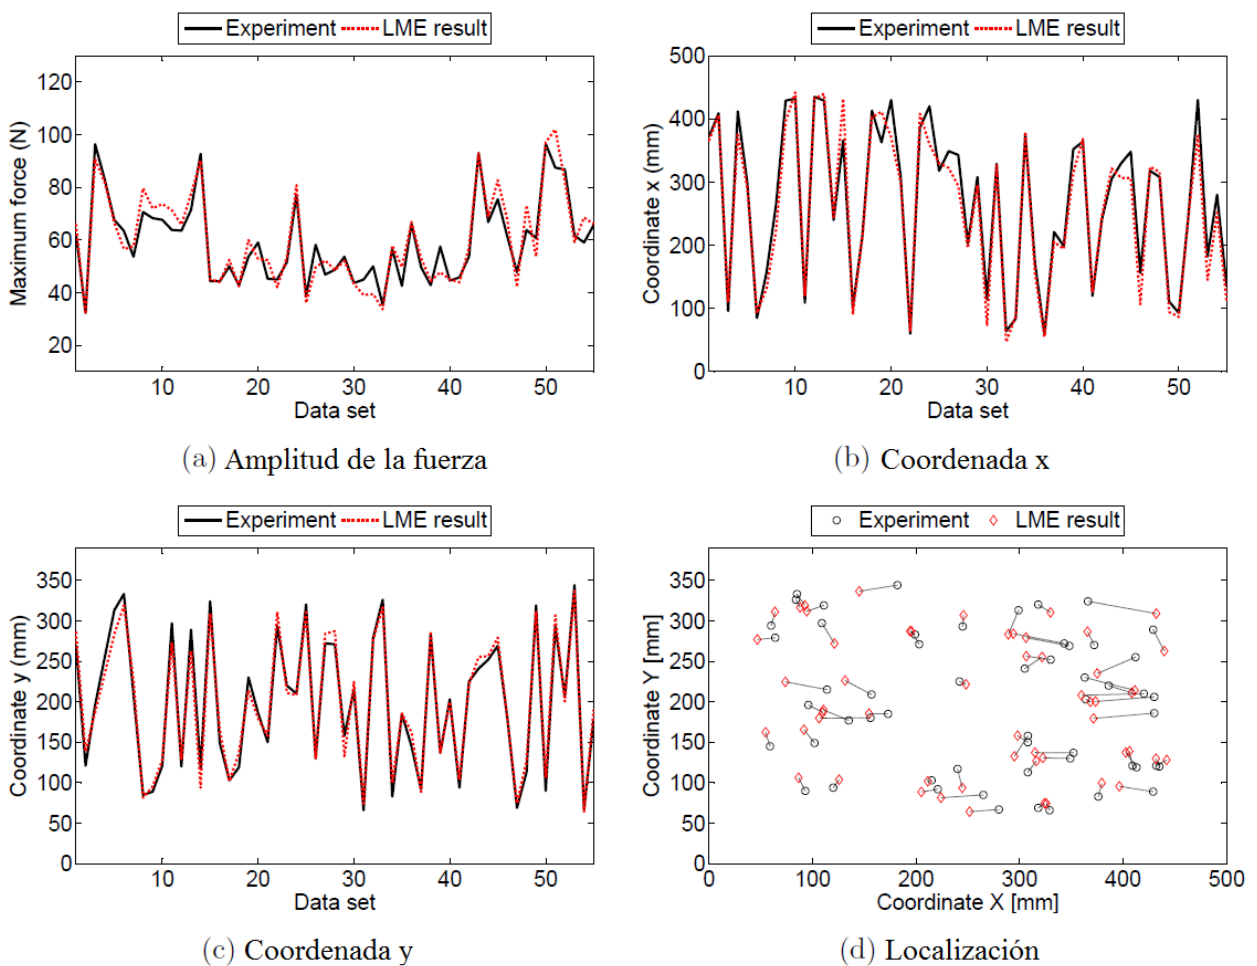 Experiment LME result
Maximum force (N)
120
100
80
60
40
20
10 20 30 40 50
Data set
(a) Amplitud de la fuerza
Experiment LME result
Coordinate x (mm)
500
400
300
200
100
0
10 20 30 40 50
Data set
(b) Coordenada x
Experiment LME result
Coordinate y (mm)
350
300
250
200
150
100
50
0
10 20 30 40 50
Data set
(c) Coordenada y
Experiment LME result
Coordinate Y [mm]
350
300
250
200
150
100
50
0
0 100 200 300 400 500
Coordinate X [mm]
(d) Localización